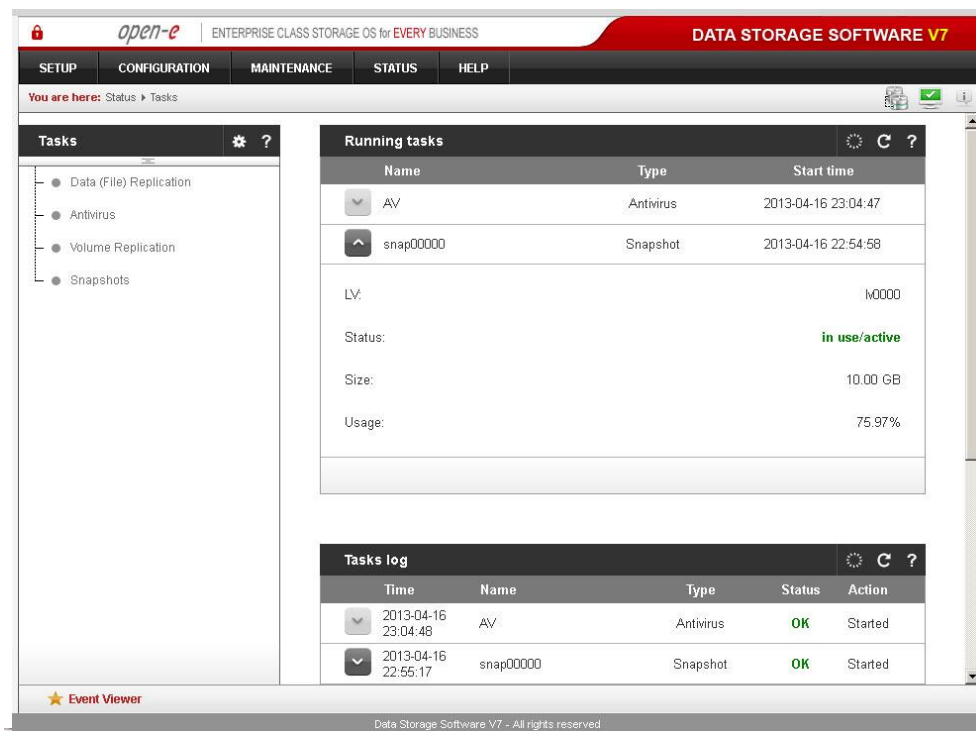 open-e ENTERPRISE CLASS STORAGE OS for EVERY BUSINESS DATA STORAGE SOFTWARE V7
SETUP CONFIGURATION MAINTENANCE STATUS HELP
You are here: Status Tasks
Tasks ?
Data (File) Replication
Antivirus
Volume Replication
Snapshots
Running tasks ?
Name Type Start time
AV Antivirus 2013-04-16 23:04:47
snap00000 Snapshot 2013-04-16 22:54:58
LV: lv0000
Status: in use/active
Size: 10.00 GB
Usage: 75.97%
Tasks log ?
Time Name Type Status Action
2013-04-16 23:04:48 AV Antivirus OK Started
2013-04-16 22:55:17 snap00000 Snapshot OK Started
Event Viewer
Data Storage Software V7 - All rights reserved